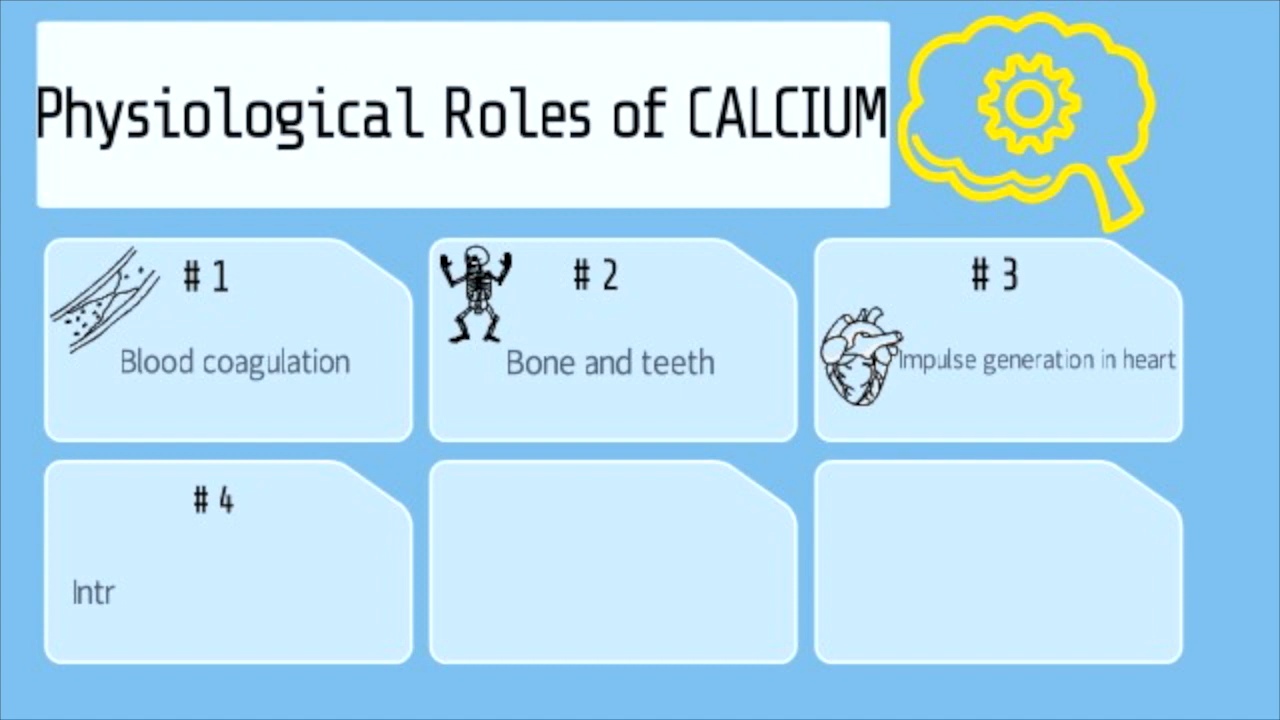 Physiological Roles of CALCIUM
# 1
Blood coagulation
# 2
Bone and teeth
# 3
Impulse generation in heart
# 4
Intr